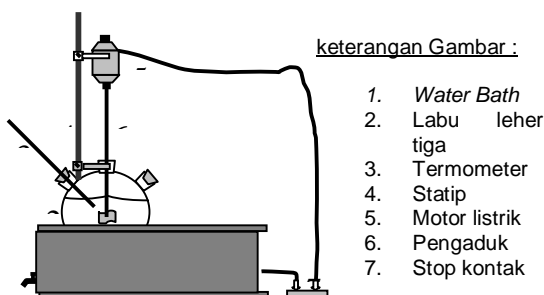 keterangan Gambar :
1. Water Bath
2. Labu leher
tiga
3. Termometer
4. Statip
5. Motor listrik
6. Pengaduk
7. Stop kontak